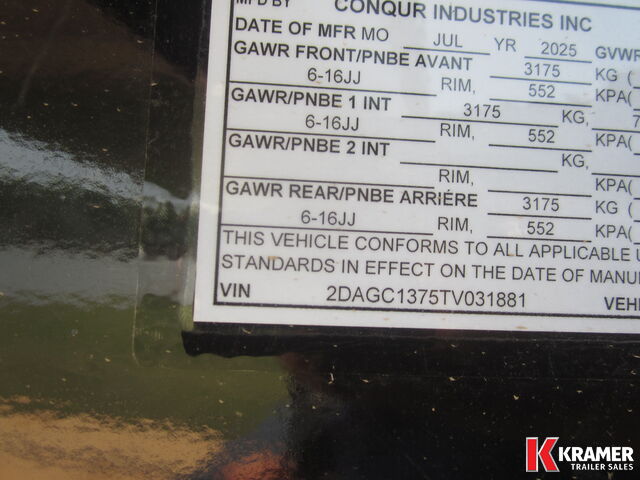 MFD BY CONQUR INDUSTRIES INC
DATE OF MFR MO JUL YR 2025 GVWR
GAWR FRONT/PNBE AVANT 3175 KG (
6-16JJ RIM, 552 KPA(
GAWR/PNBE 1 INT 3175 KG,
6-16JJ RIM, 552 KPA(
GAWR/PNBE 2 INT KG,
RIM, KPA(
GAWR REAR/PNBE ARRIÉRE 3175 KG (
6-16JJ RIM, 552 KPA(
THIS VEHICLE CONFORMS TO ALL APPLICABLE
STANDARDS IN EFFECT ON THE DATE OF MANU
VIN 2DAGC1375TV031881 VEHI
K KRAMER
TRAILER SALES